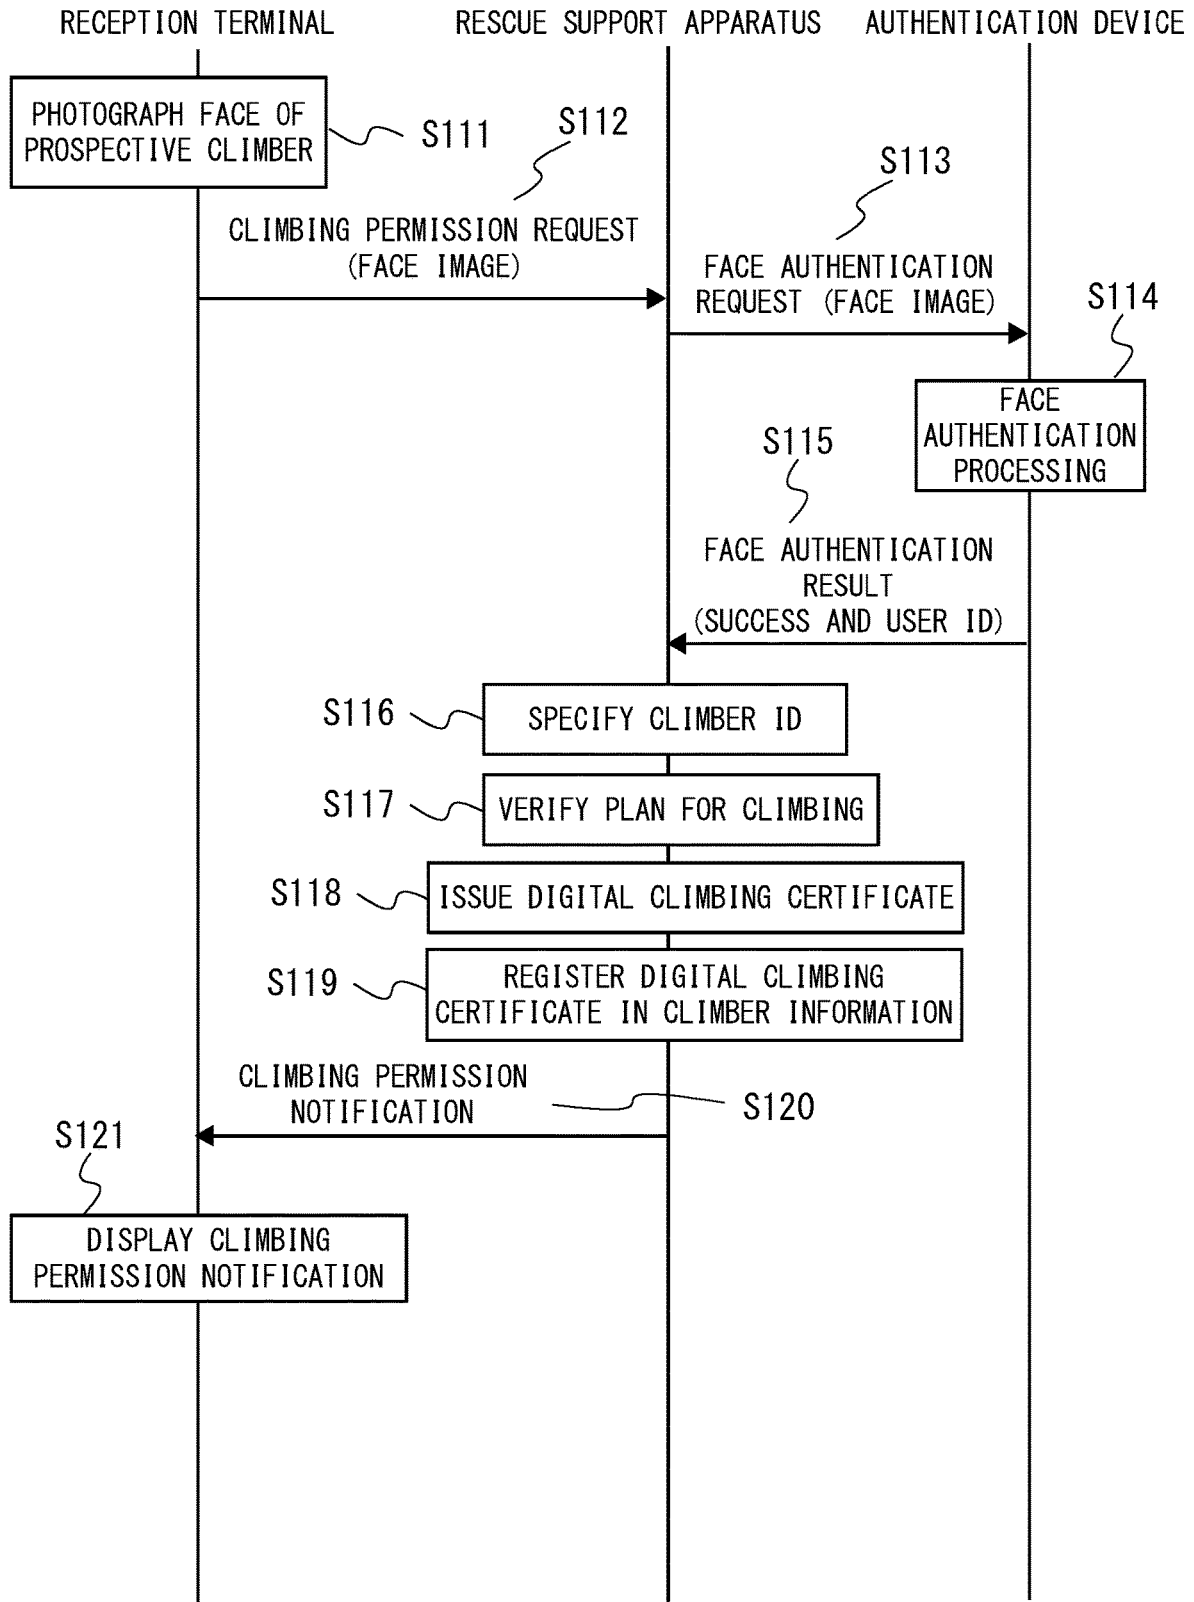 RECEPTION TERMINAL
RESCUE SUPPORT APPARATUS
AUTHENTICATION DEVICE
PHOTOGRAPH FACE OF
PROSPECTIVE CLIMBER
S111
S112
CLIMBING PERMISSION REQUEST
(FACE IMAGE)
S113
FACE AUTHENTICATION
REQUEST (FACE IMAGE)
S114
FACE
AUTHENTICATION
PROCESSING
S115
FACE AUTHENTICATION
RESULT
(SUCCESS AND USER ID)
S116
SPECIFY CLIMBER ID
S117
VERIFY PLAN FOR CLIMBING
S118
ISSUE DIGITAL CLIMBING CERTIFICATE
S119
REGISTER DIGITAL CLIMBING
CERTIFICATE IN CLIMBER INFORMATION
CLIMBING PERMISSION
NOTIFICATION
S120
S121
DISPLAY CLIMBING
PERMISSION NOTIFICATION